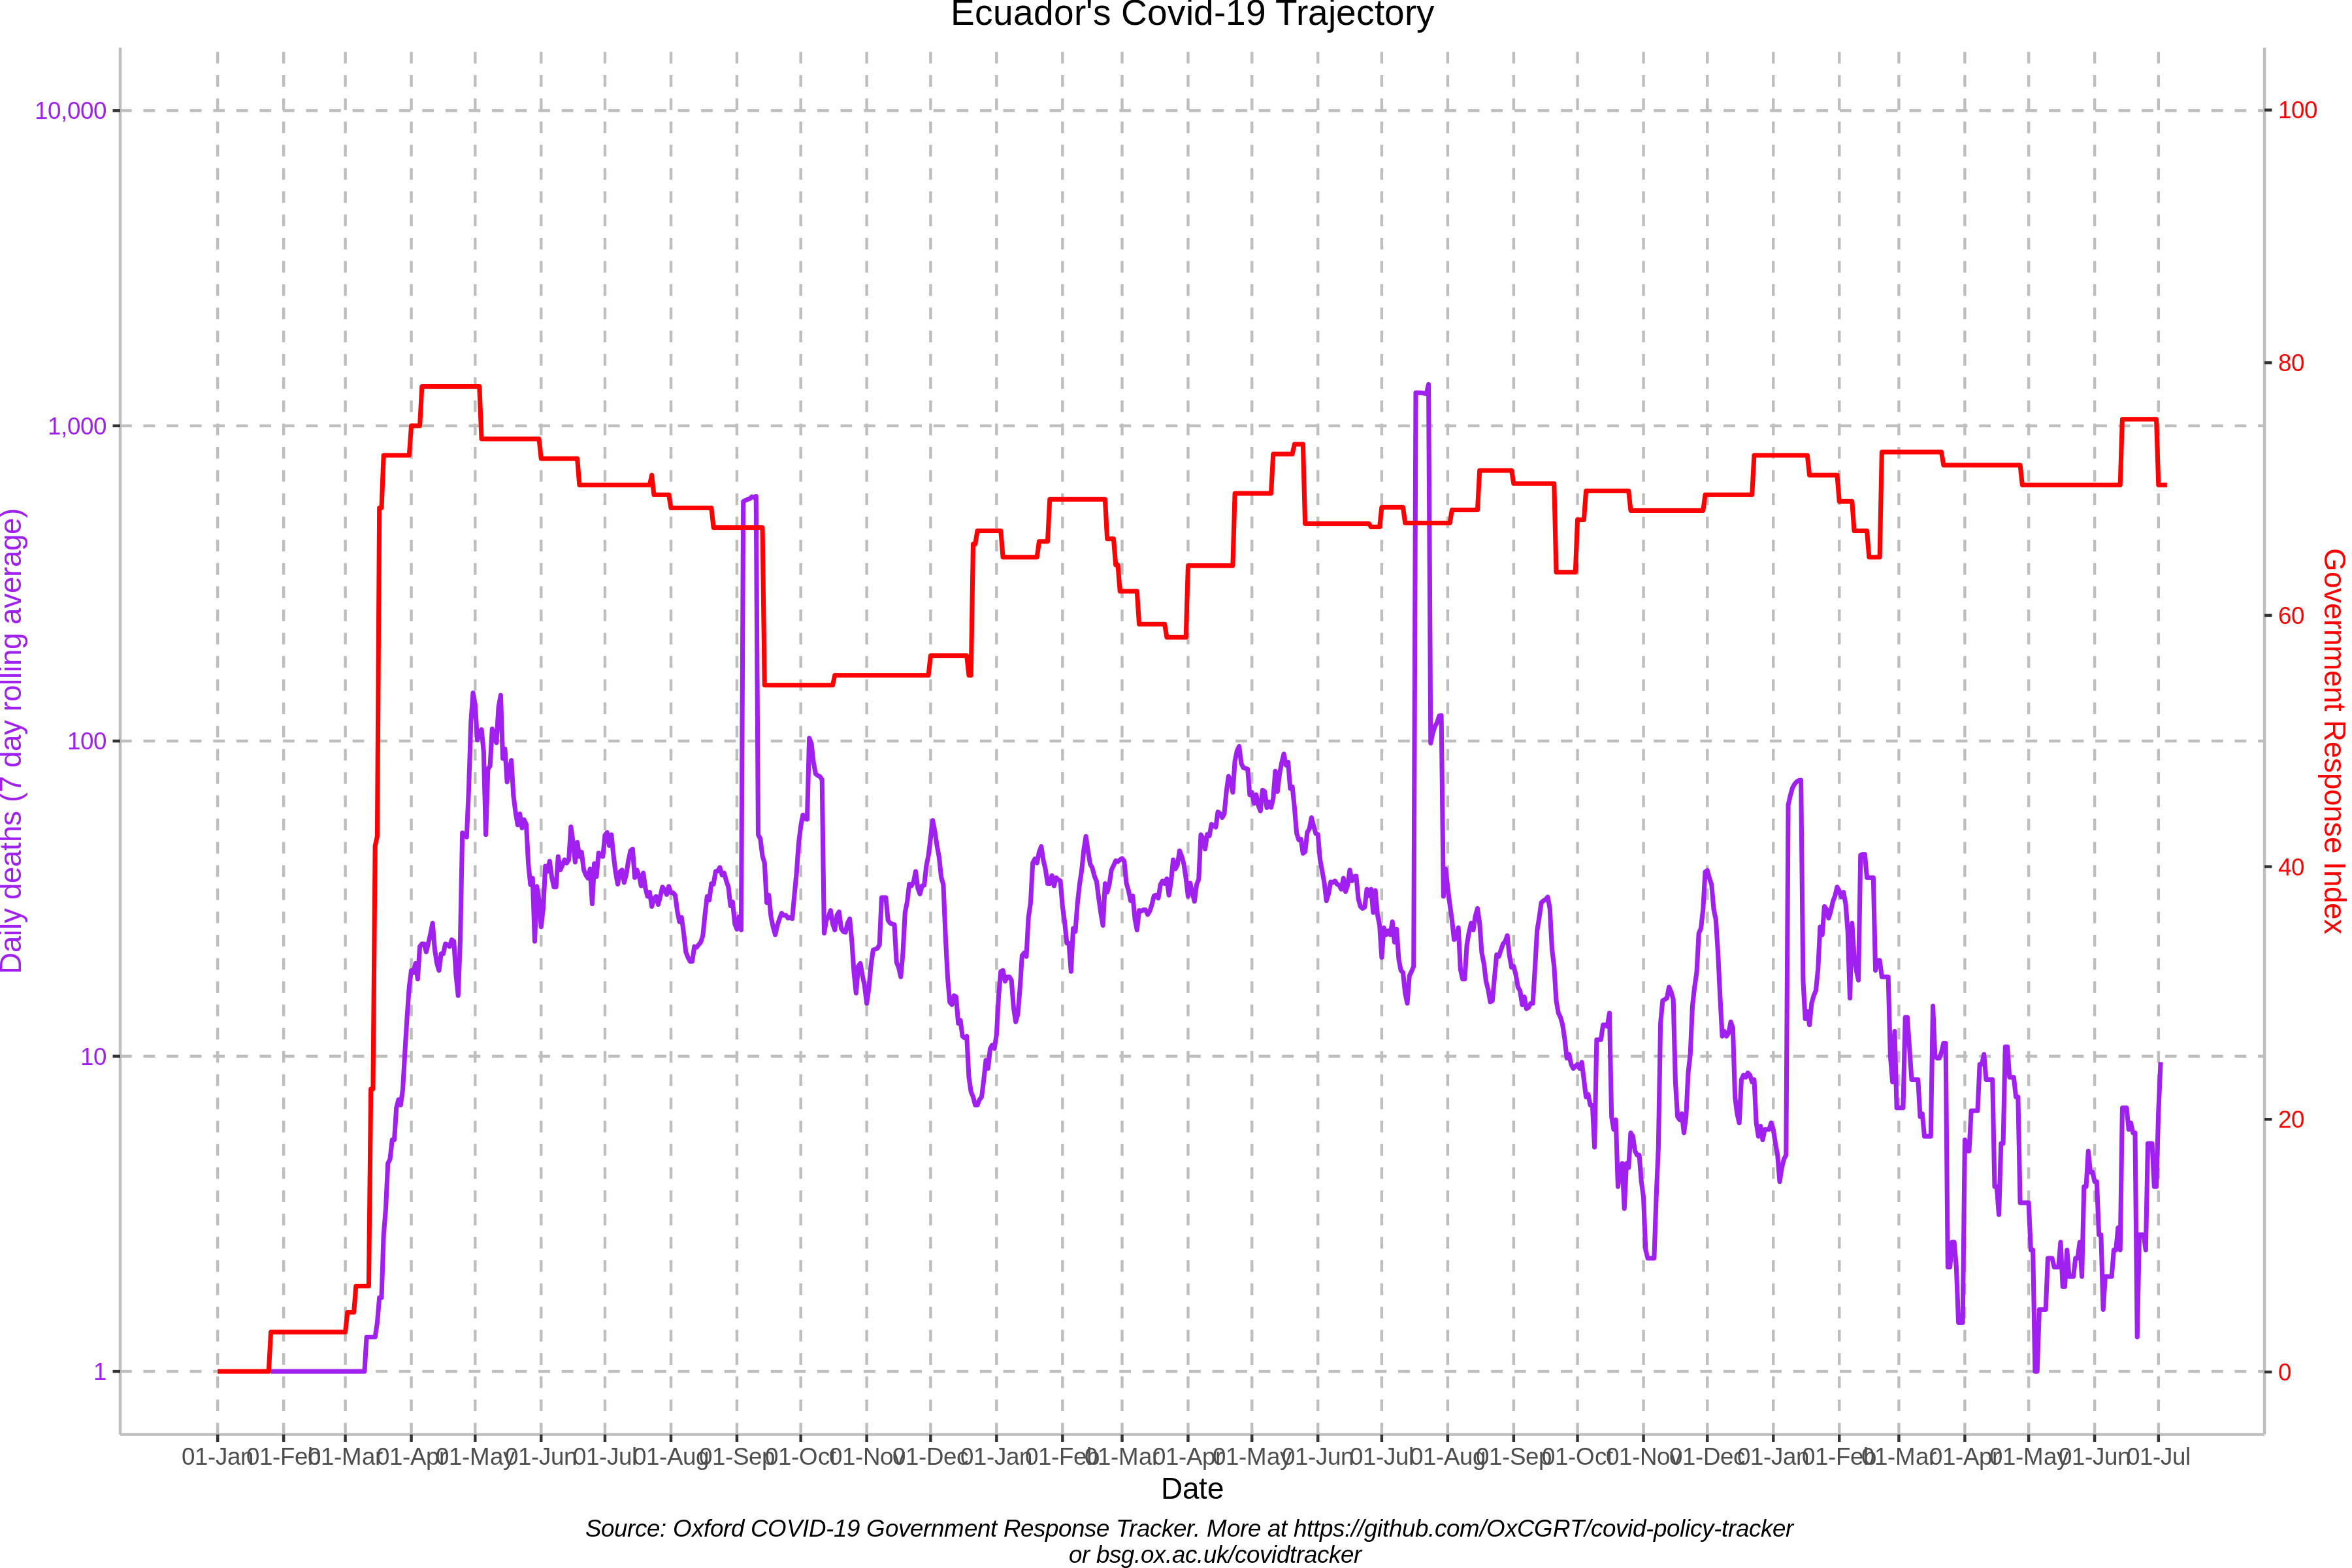 Ecuador's Covid-19 Trajectory
10,000
1,000
100
10
1
Daily deaths (7 day rolling average)
100
80
60
40
20
0
Government Response Index
01-Jan 01-Feb 01-Mar 01-Apr 01-May 01-Jun 01-Jul 01-Aug 01-Sep 01-Oct 01-Nov 01-Dec 01-Jan 01-Feb 01-Mar 01-Apr 01-May 01-Jun 01-Jul 01-Aug 01-Sep 01-Oct 01-Nov 01-Dec 01-Jan 01-Feb 01-Mar 01-Apr 01-May 01-Jun 01-Jul
Date
Source: Oxford COVID-19 Government Response Tracker. More at https://github.com/OxCGRT/covid-policy-tracker
or bsg.ox.ac.uk/covidtracker